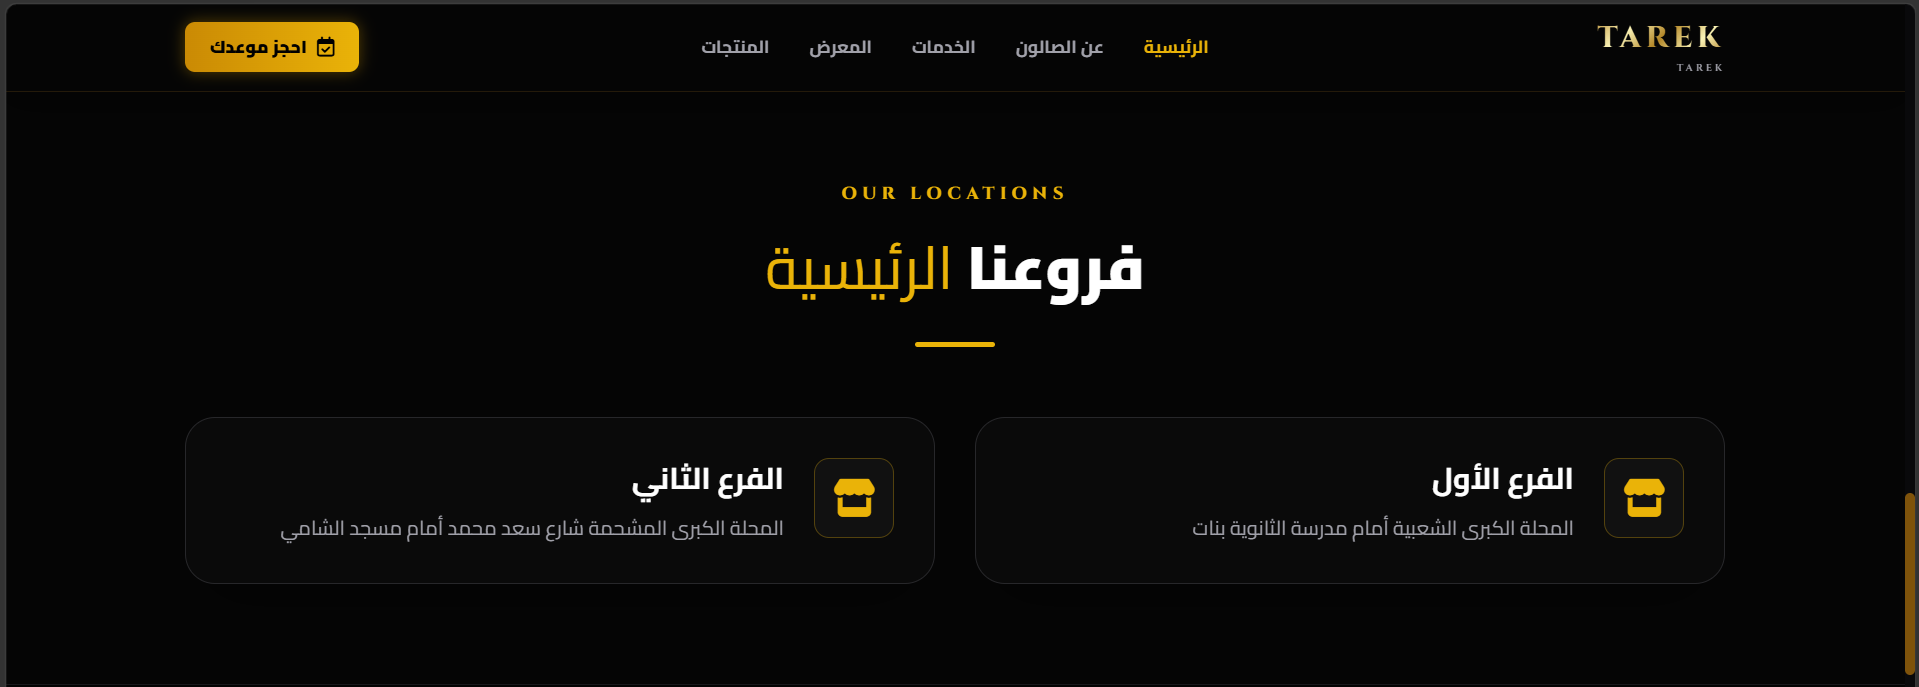 TAREK
TAREK
الرئيسية
عن الصالون
الخدمات
المعرض
المنتجات
احجز موعدك
OUR LOCATIONS
فروعنا الرئيسية
الفرع الأول
المحلة الكبرى الشعبية أمام مدرسة الثانوية بنات
الفرع الثاني
المحلة الكبرى المشحمة شارع سعد محمد أمام مسجد الشامي